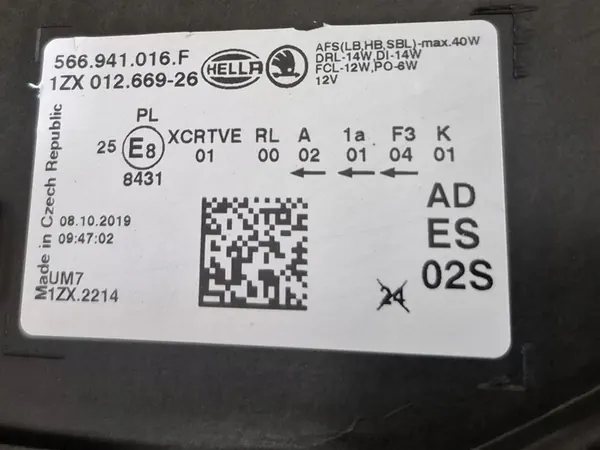 566.941.016.F
1ZX 012.669-26
HELLA
AFS(LB,HB,SBL)-max.40W
DRL-14W,DI-14W
FCL-12W,PO-6W
12V
PL
25 E8 XCRTVE RL A 1a F3 K
01 00 02 01 04 01
8431
Made in Czech Republic
08.10.2019
09:47:02
UM7
1ZX.2214
24
AD
ES
02S